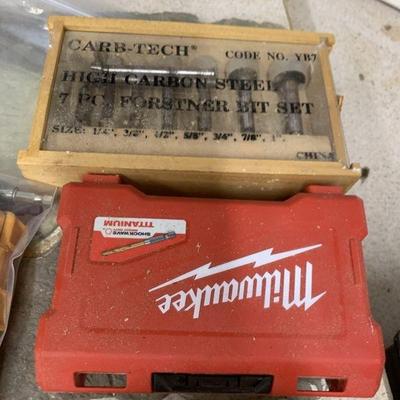 CARB-TECH®
CODE NO. YB7
HIGH CARBON STEEL
7 PC. FORSTNER BIT SET
SIZE: 1/4", 3/8", 1/2", 5/8", 3/4", 7/8", 1"
CHINA
SHOCKWAVE
TITANIUM
Milwaukee